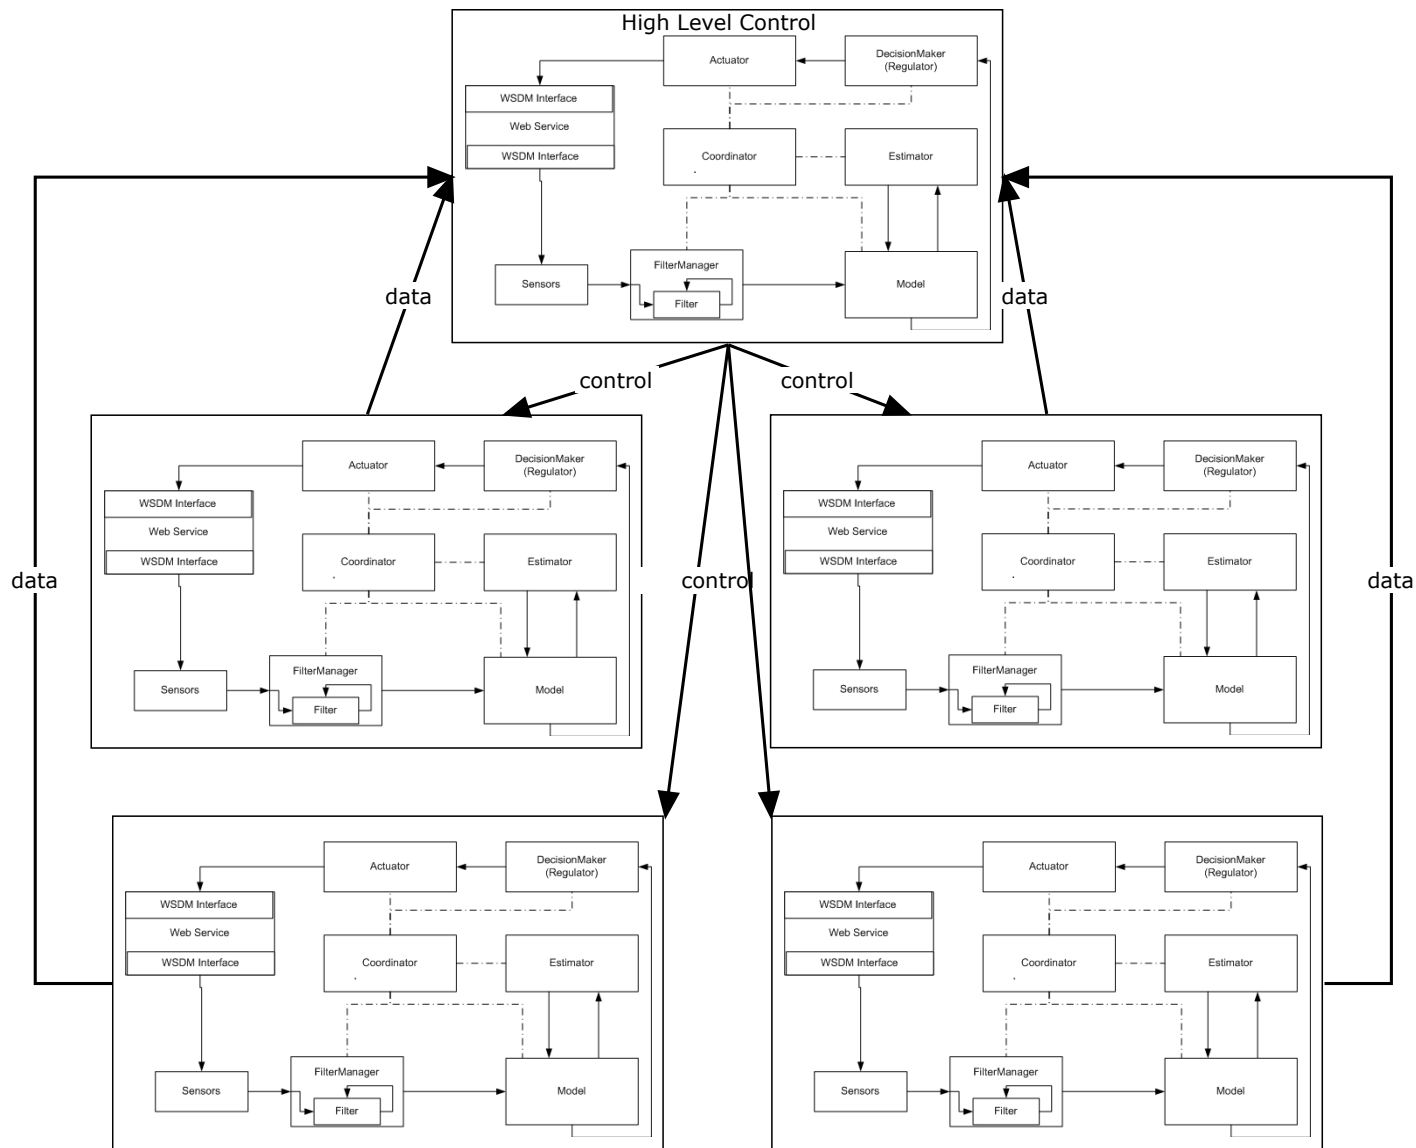 High Level Control
Actuator
DecisionMaker
(Regulator)
WSDM Interface
Web Service
WSDM Interface
Coordinator
Estimator
Sensors
FilterManager
Filter
Model
data
data
control
control
Actuator
DecisionMaker
(Regulator)
WSDM Interface
Web Service
WSDM Interface
Coordinator
Estimator
Sensors
FilterManager
Filter
Model
Actuator
DecisionMaker
(Regulator)
WSDM Interface
Web Service
WSDM Interface
Coordinator
Estimator
Sensors
FilterManager
Filter
Model
data
control
data
Actuator
DecisionMaker
(Regulator)
WSDM Interface
Web Service
WSDM Interface
Coordinator
Estimator
Sensors
FilterManager
Filter
Model
Actuator
DecisionMaker
(Regulator)
WSDM Interface
Web Service
WSDM Interface
Coordinator
Estimator
Sensors
FilterManager
Filter
Model